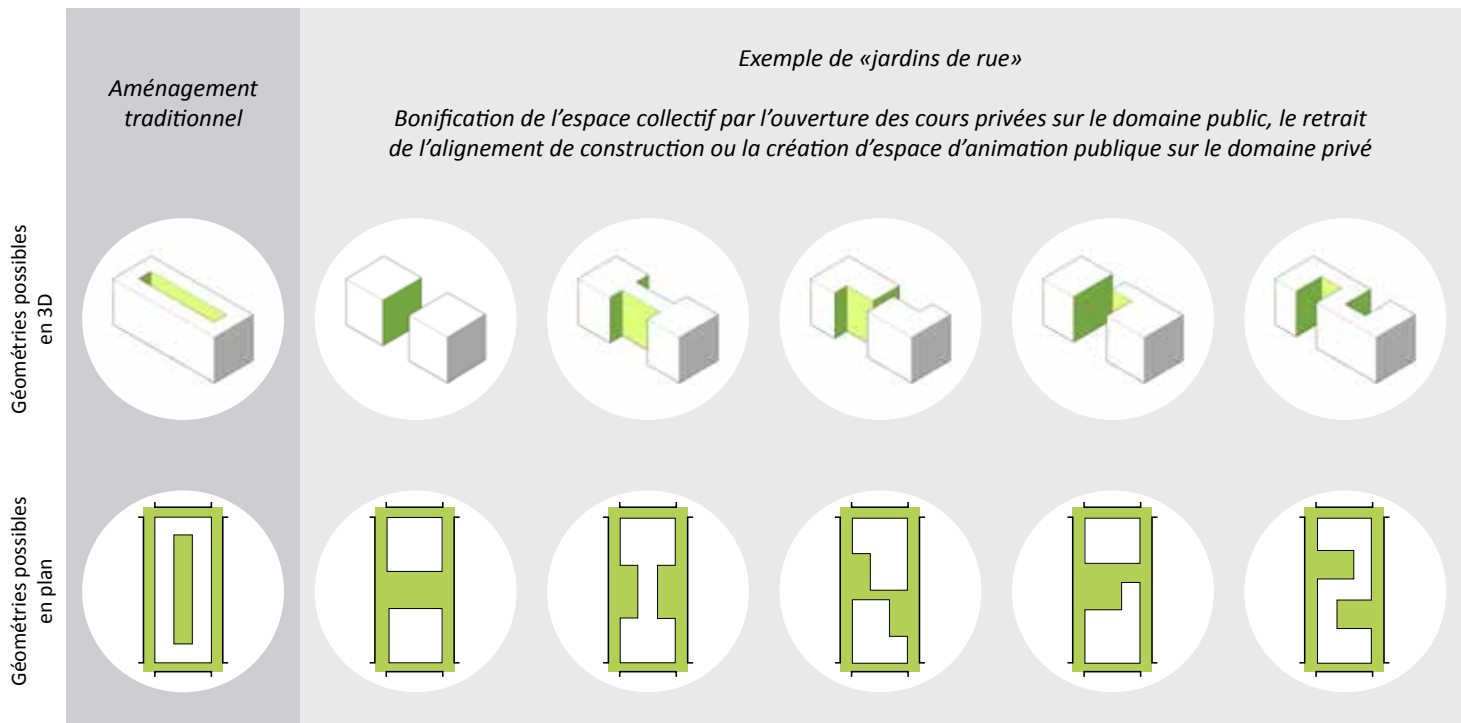 Aménagement
traditionnel
Exemple de «jardins de rue»
Bonification de l’espace collectif par l’ouverture des cours privées sur le domaine public, le retrait
de l’alignement de construction ou la création d’espace d’animation publique sur le domaine privé
Géométries possibles
en 3D
Géométries possibles
en plan